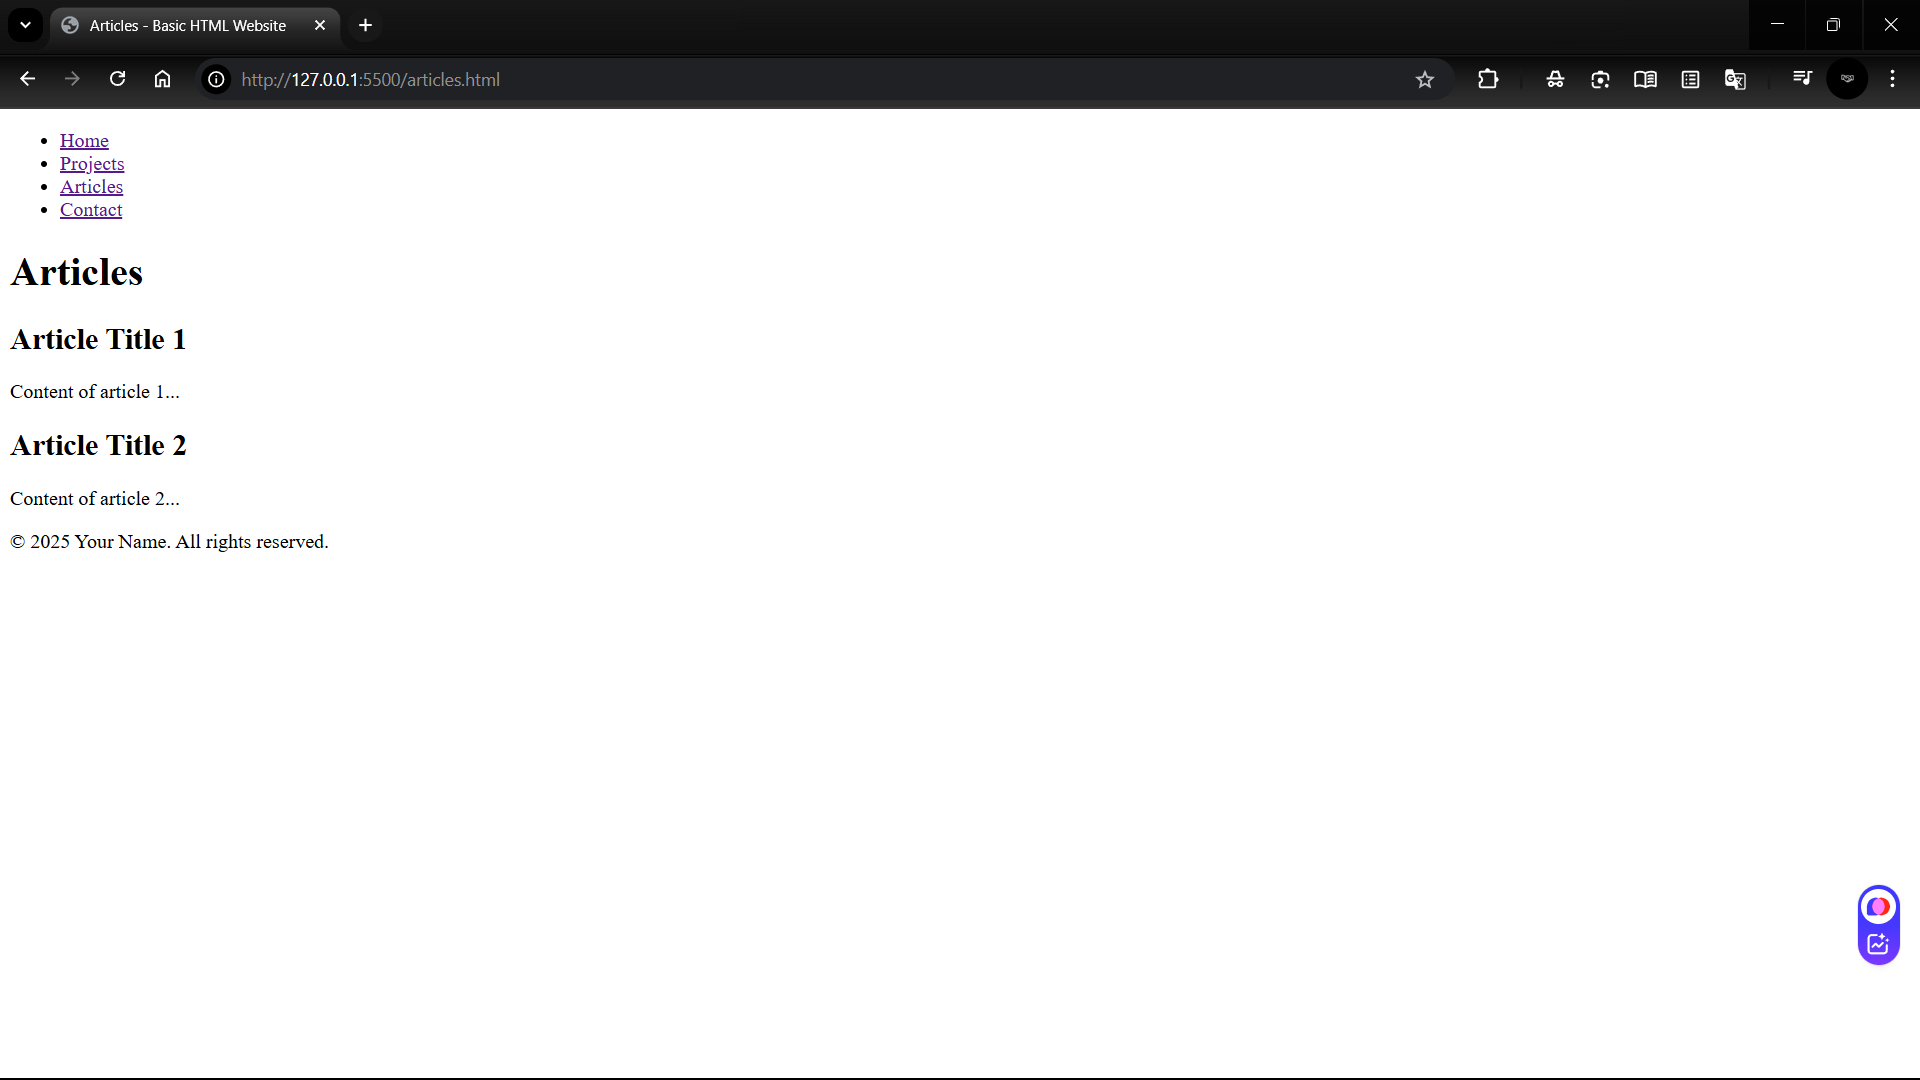 Articles - Basic HTML Website
http://127.0.0.1:5500/articles.html
Home
Projects
Articles
Contact
Articles
Article Title 1
Content of article 1...
Article Title 2
Content of article 2...
© 2025 Your Name. All rights reserved.